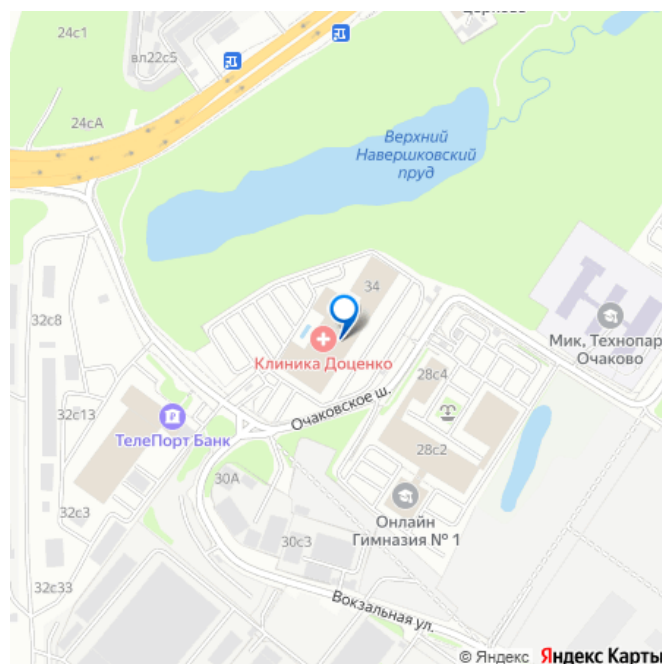 24с1
вл22с5
24сА
Верхний
Навершковский
пруд
34
32с8
Клиника Доценко
Мик, Технопар
Очаково
28с4
Очаковское ш.
32с13
ТелеПорт Банк
28с2
30А
32с3
Онлайн
Гимназия № 1
30с3
32с33
Вокзальная ул.
© Яндекс Яндекс Карты